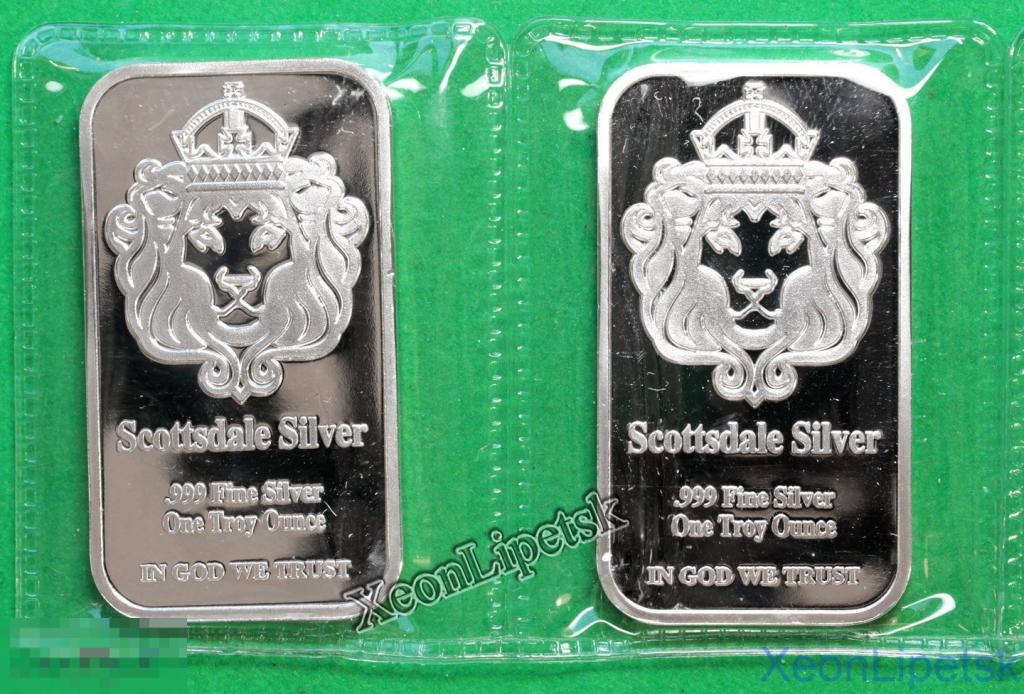 Scottsdale Silver
.999 Fine Silver
One Troy Ounce
IN GOD WE TRUST
Scottsdale Silver
.999 Fine Silver
One Troy Ounce
IN GOD WE TRUST
XeonLipetsk
XeonLipetsk